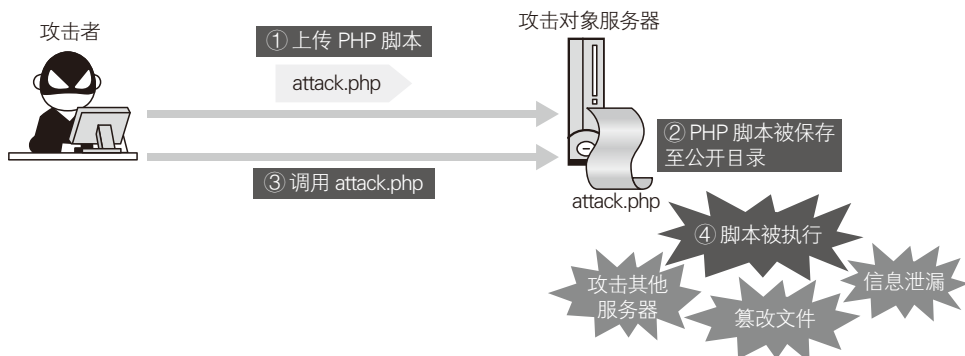 攻击者
攻击对象服务器
① 上传 PHP 脚本
attack.php
② PHP 脚本被保存
至公开目录
③ 调用 attack.php
attack.php
④ 脚本被执行
攻击其他
服务器
篡改文件
信息泄漏